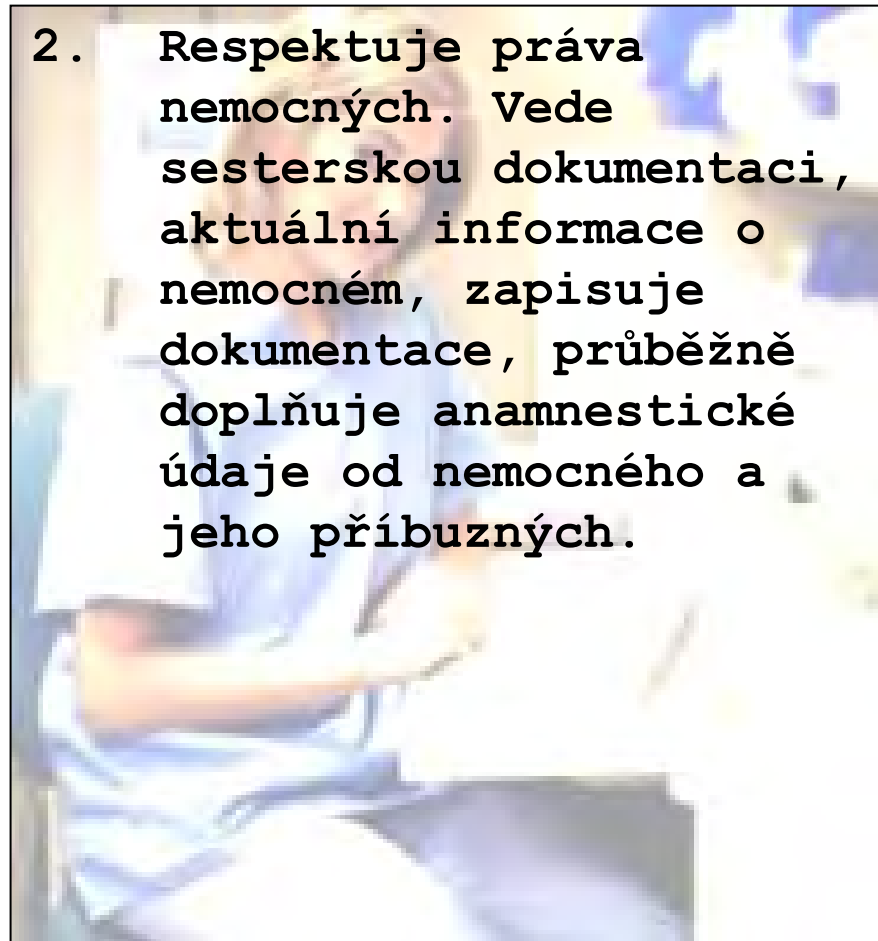 2. Respektuje práva
nemocných. Vede
sesterskou dokumentaci,
aktuální informace o
nemocném, zapisuje
dokumentace, průběžně
doplňuje anamnestické
údaje od nemocného a
jeho příbuzných.